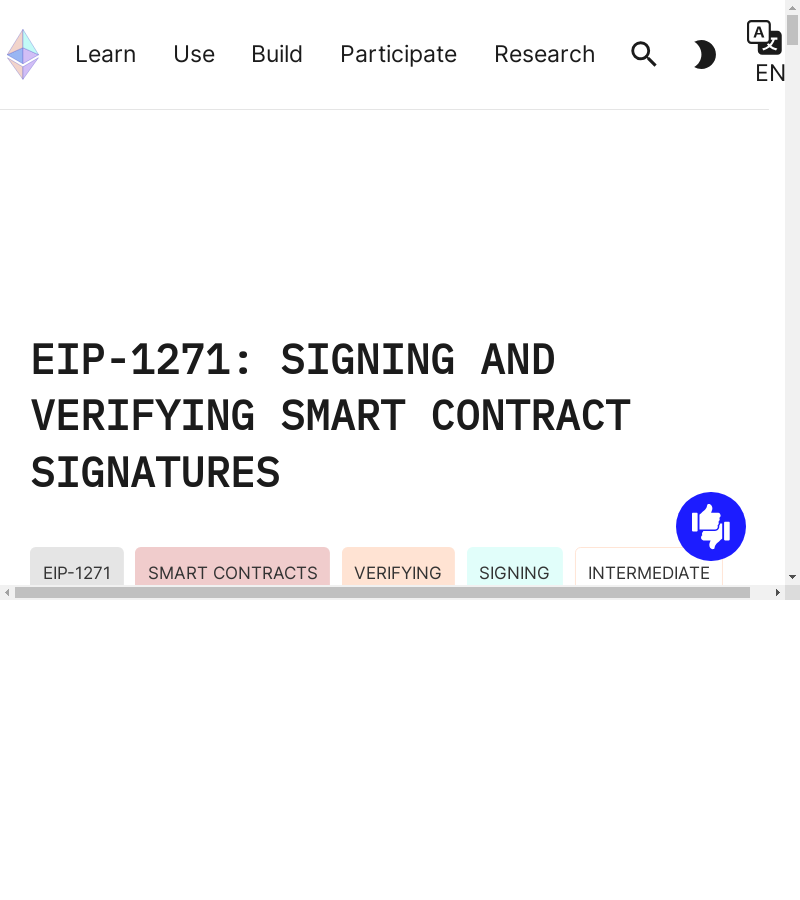 Learn Use Build Participate Research
A 文
EN
EIP-1271: SIGNING AND
VERIFYING SMART CONTRACT
SIGNATURES
EIP-1271 SMART CONTRACTS VERIFYING SIGNING INTERMEDIATE